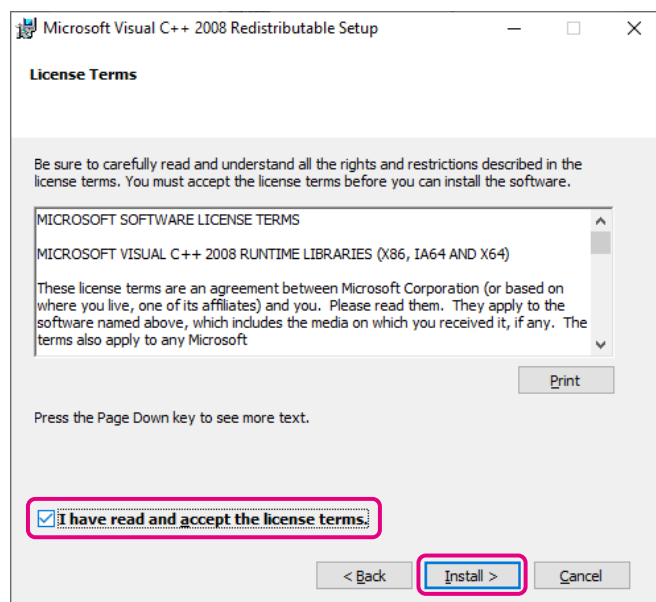 Microsoft Visual C++ 2008 Redistributable Setup
License Terms
Be sure to carefully read and understand all the rights and restrictions described in the
license terms. You must accept the license terms before you can install the software.
MICROSOFT SOFTWARE LICENSE TERMS
MICROSOFT VISUAL C++ 2008 RUNTIME LIBRARIES (X86, IA64 AND X64)
These license terms are an agreement between Microsoft Corporation (or based on
where you live, one of its affiliates) and you.  Please read them.  They apply to the
software named above, which includes the media on which you received it, if any.  The
terms also apply to any Microsoft
Print
Press the Page Down key to see more text.
I have read and accept the license terms.
< Back
Install >
Cancel